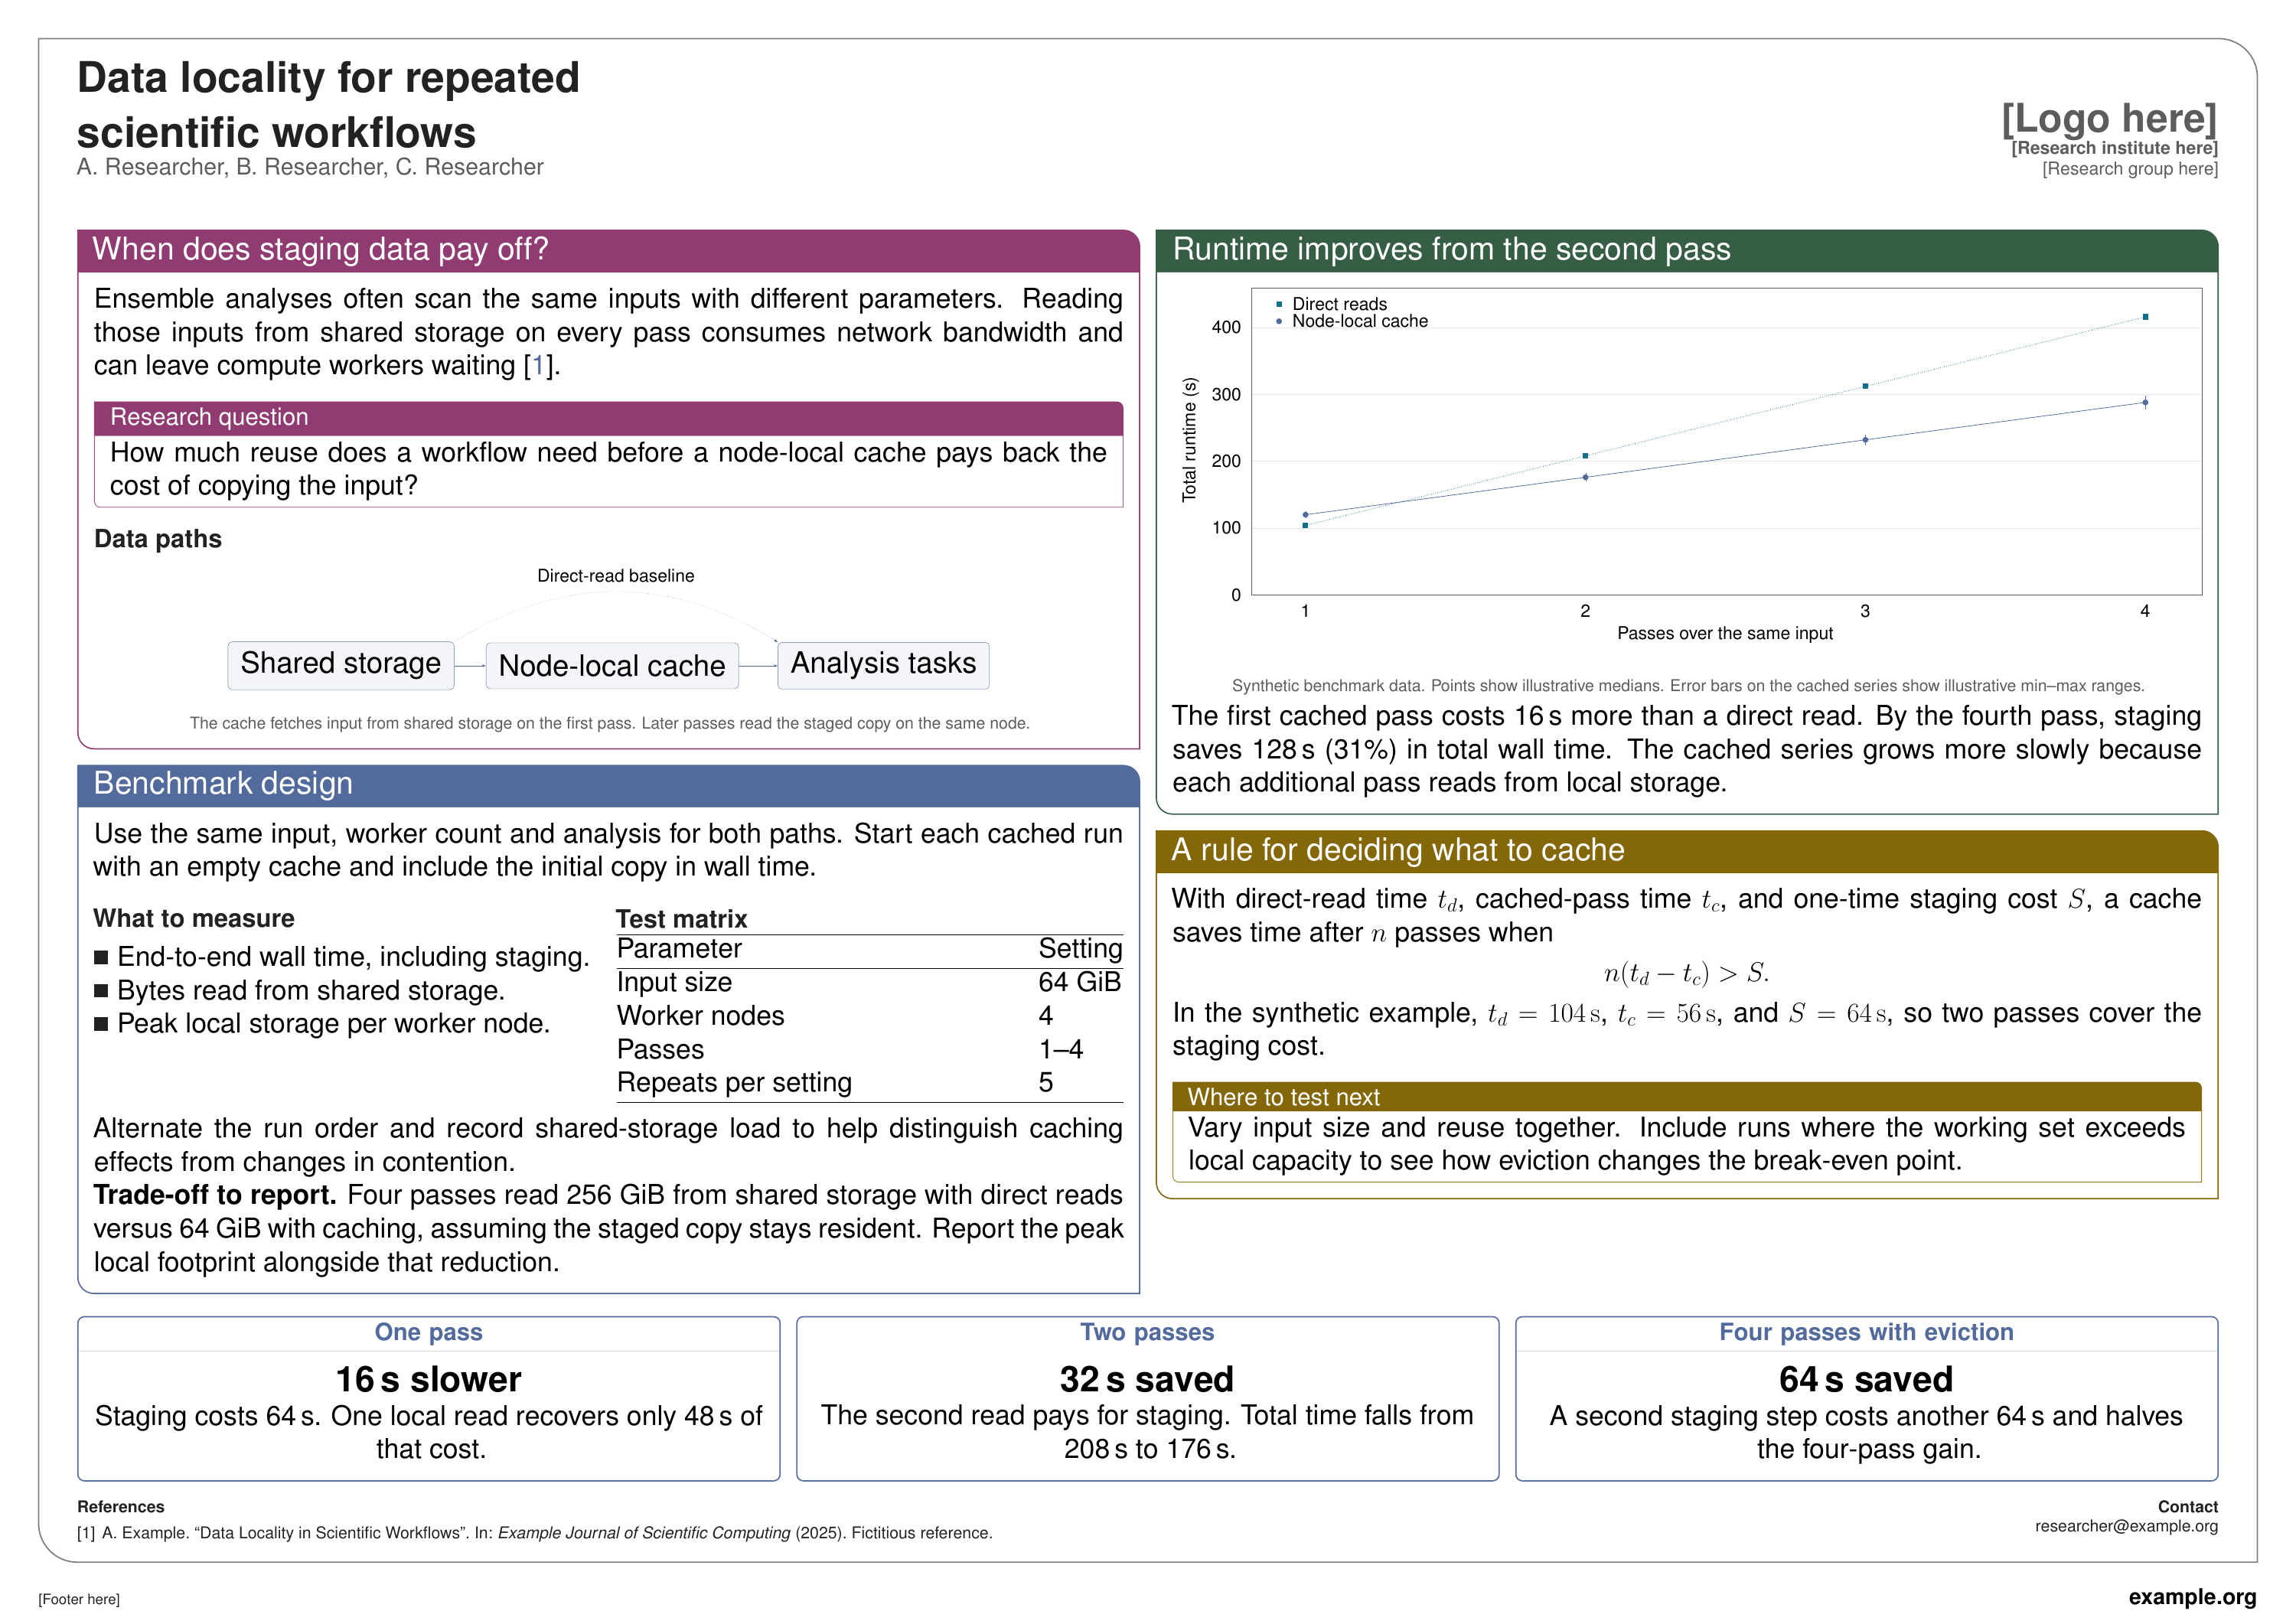 Data locality for repeated
scientific workflows
A. Researcher, B. Researcher, C. Researcher
[Logo here]
[Research institute here]
[Research group here]
When does staging data pay off?
Ensemble analyses often scan the same inputs with different parameters. Reading
those inputs from shared storage on every pass consumes network bandwidth and
can leave compute workers waiting [1].
Research question
How much reuse does a workflow need before a node-local cache pays back the
cost of copying the input?
Data paths
Direct-read baseline
Shared storage
Node-local cache
Analysis tasks
The cache fetches input from shared storage on the first pass. Later passes read the staged copy on the same node.
Benchmark design
Use the same input, worker count and analysis for both paths. Start each cached run
with an empty cache and include the initial copy in wall time.
What to measure
■ End-to-end wall time, including staging.
■ Bytes read from shared storage.
■ Peak local storage per worker node.
Test matrix
Parameter Setting
Input size 64 GiB
Worker nodes 4
Passes 1–4
Repeats per setting 5
Alternate the run order and record shared-storage load to help distinguish caching
effects from changes in contention.
Trade-off to report. Four passes read 256 GiB from shared storage with direct reads
versus 64 GiB with caching, assuming the staged copy stays resident. Report the peak
local footprint alongside that reduction.
Runtime improves from the second pass
Direct reads
Node-local cache
Total runtime (s)
400
300
200
100
0
1 2 3 4
Passes over the same input
Synthetic benchmark data. Points show illustrative medians. Error bars on the cached series show illustrative min–max ranges.
The first cached pass costs 16 s more than a direct read. By the fourth pass, staging
saves 128 s (31%) in total wall time. The cached series grows more slowly because
each additional pass reads from local storage.
A rule for deciding what to cache
With direct-read time t_d, cached-pass time t_c, and one-time staging cost S, a cache
saves time after n passes when
n(t_d − t_c) > S.
In the synthetic example, t_d = 104 s, t_c = 56 s, and S = 64 s, so two passes cover the
staging cost.
Where to test next
Vary input size and reuse together. Include runs where the working set exceeds
local capacity to see how eviction changes the break-even point.
One pass
16 s slower
Staging costs 64 s. One local read recovers only 48 s of
that cost.
Two passes
32 s saved
The second read pays for staging. Total time falls from
208 s to 176 s.
Four passes with eviction
64 s saved
A second staging step costs another 64 s and halves
the four-pass gain.
References
[1] A. Example. “Data Locality in Scientific Workflows”. In: Example Journal of Scientific Computing (2025). Fictitious reference.
Contact
researcher@example.org
[Footer here]
example.org